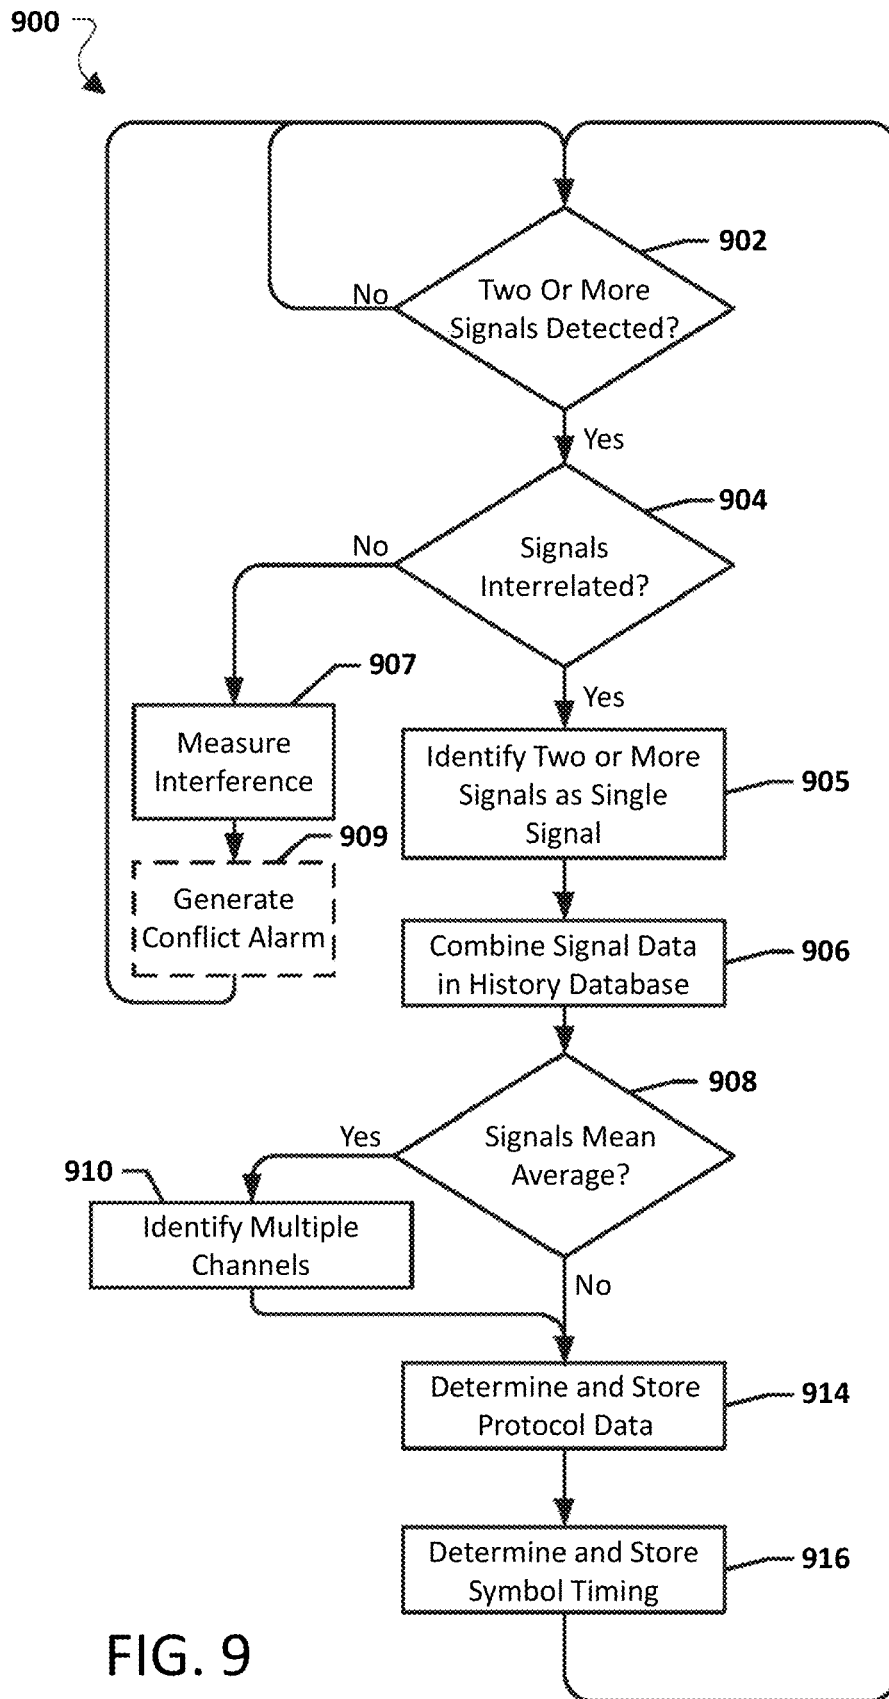 900
902
No
Two Or More
Signals Detected?
Yes
904
No
Signals
Interrelated?
907
Yes
Measure
Interference
Identify Two or More
Signals as Single
Signal
905
909
Generate
Conflict Alarm
Combine Signal Data
in History Database
906
908
Yes
Signals Mean
Average?
910
Identify Multiple
Channels
No
Determine and Store
Protocol Data
914
Determine and Store
Symbol Timing
916
FIG. 9